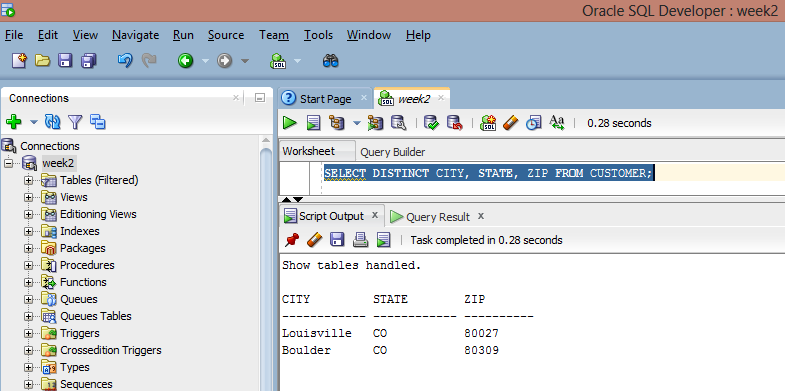 Oracle SQL Developer : week2
File Edit View Navigate Run Source Team Tools Window Help
Connections
Start Page
week2
0.28 seconds
Connections
week2
Tables (Filtered)
Views
Editioning Views
Indexes
Packages
Procedures
Functions
Queues
Queues Tables
Triggers
Crossedition Triggers
Types
Sequences
Worksheet Query Builder
SELECT DISTINCT CITY, STATE, ZIP FROM CUSTOMER;
Script Output x Query Result x
Task completed in 0.28 seconds
Show tables handled.
CITY STATE ZIP
------------ ------------ ----------
Louisville CO 80027
Boulder CO 80309